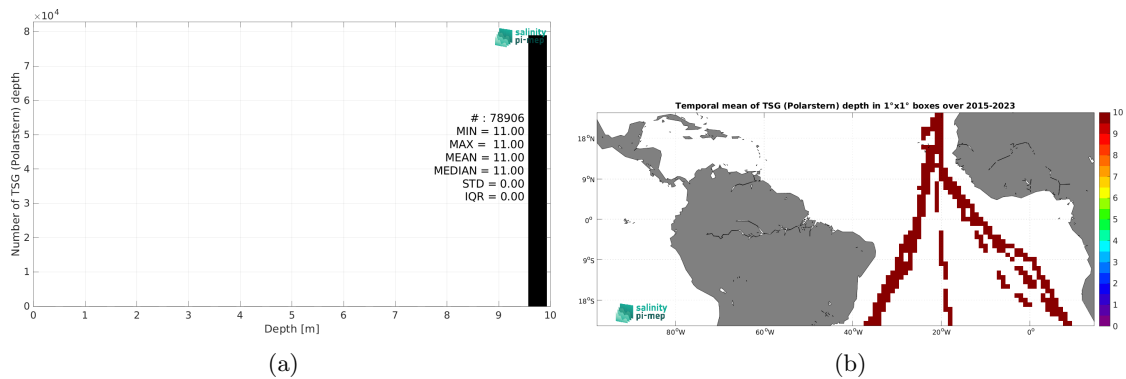 ×10⁴
8
7
6
5
4
3
2
1
0
Number of TSG (Polarstern) depth
salinity
pi-mep
# : 78906
MIN = 11.00
MAX = 11.00
MEAN = 11.00
MEDIAN = 11.00
STD = 0.00
IQR = 0.00
0 1 2 3 4 5 6 7 8 9 10
Depth [m]
(a)
Temporal mean of TSG (Polarstern) depth in 1°x1° boxes over 2015-2023
18°N
9°N
0°
9°S
18°S
salinity
pi-mep
80°W 60°W 40°W 20°W 0°
10
9
8
7
6
5
4
3
2
1
0
(b)